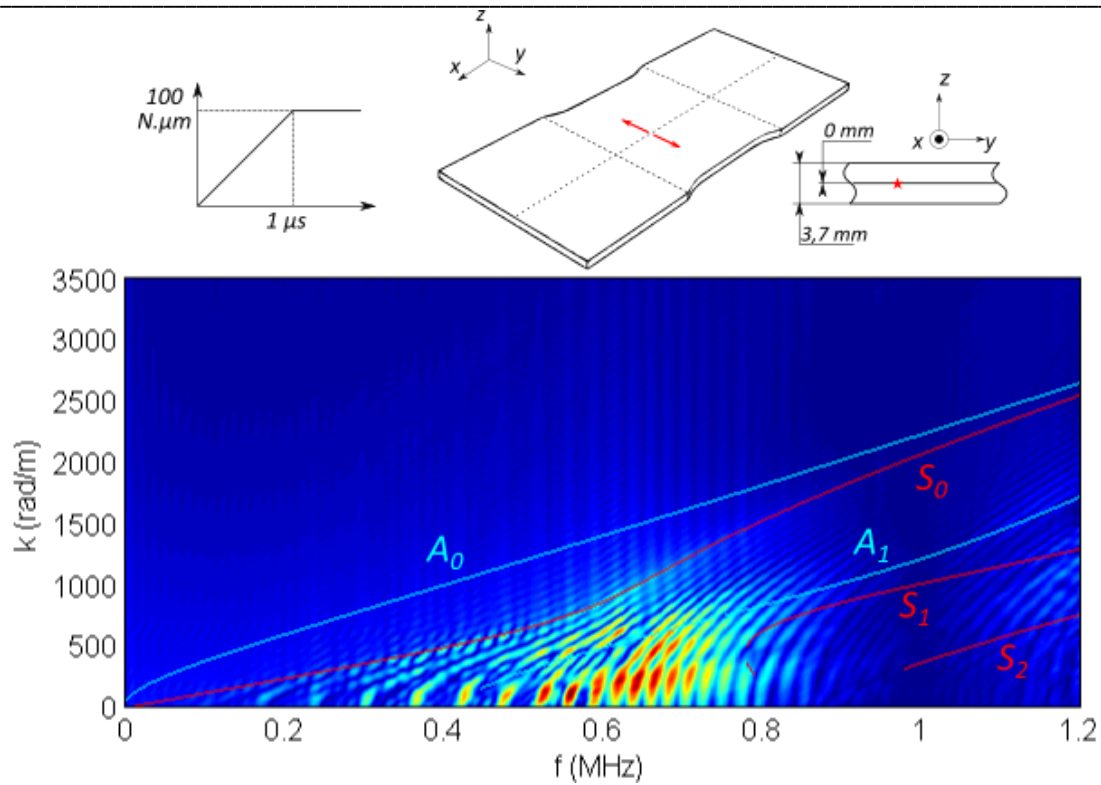 z
x
y
100
N.μm
1 μs
z
0 mm
x
y
3,7 mm
3500
3000
2500
2000
1500
1000
500
0
k (rad/m)
A0
S0
A1
S1
S2
0
0.2
0.4
0.6
0.8
1
1.2
f (MHz)